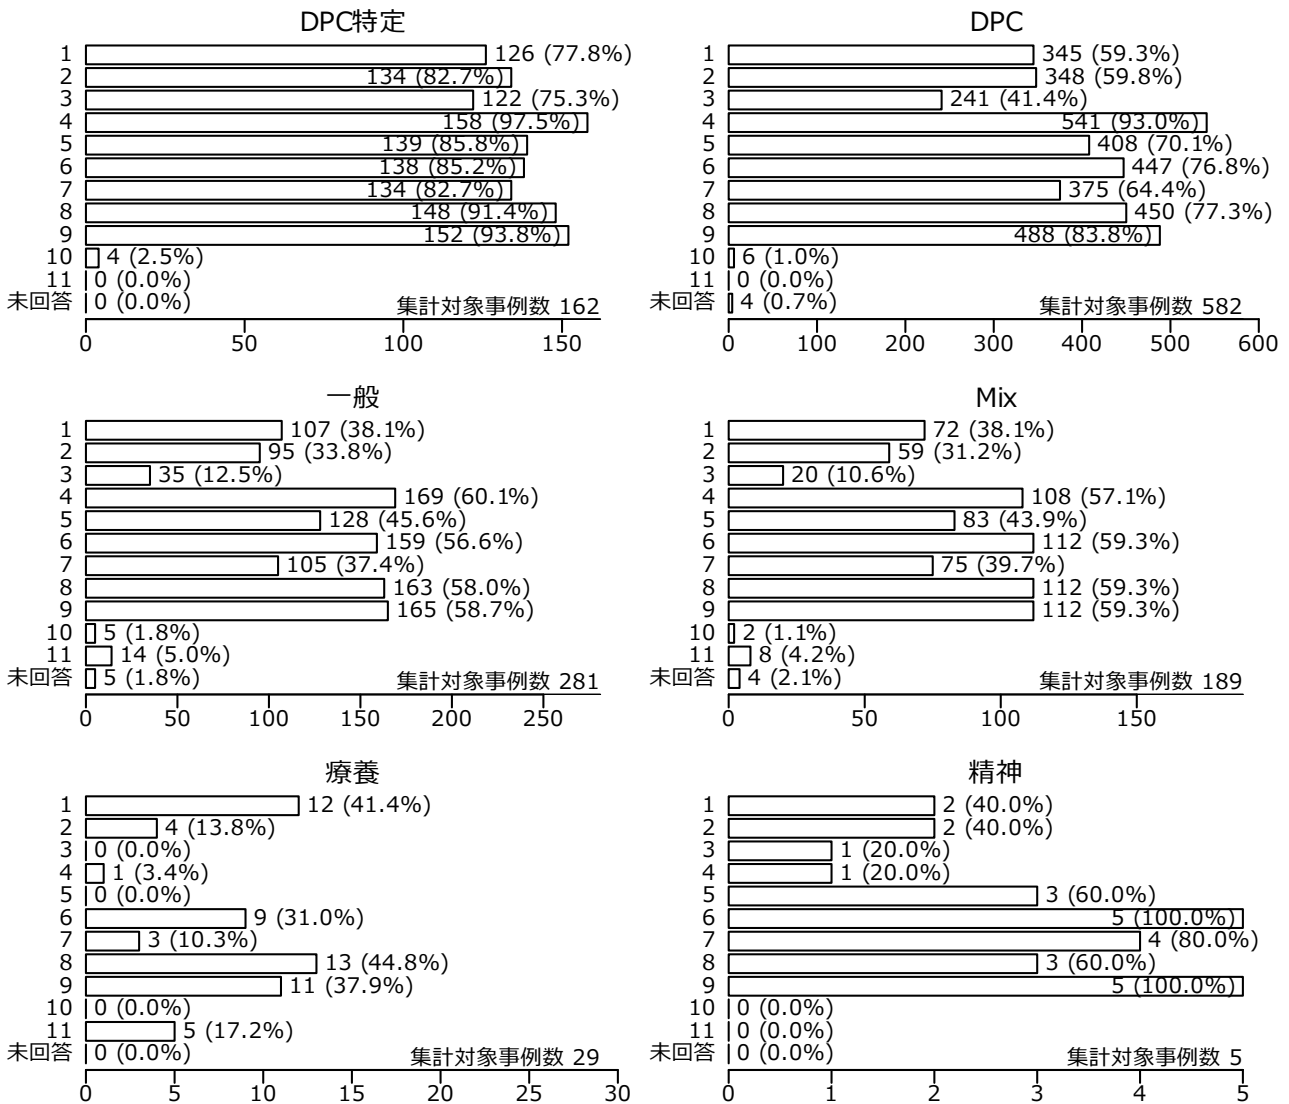 DPC特定
1 126 (77.8%)
2 134 (82.7%)
3 122 (75.3%)
4 158 (97.5%)
5 139 (85.8%)
6 138 (85.2%)
7 134 (82.7%)
8 148 (91.4%)
9 152 (93.8%)
10 4 (2.5%)
11 0 (0.0%)
未回答 0 (0.0%) 集計対象事例数 162
0 50 100 150
DPC
1 345 (59.3%)
2 348 (59.8%)
3 241 (41.4%)
4 541 (93.0%)
5 408 (70.1%)
6 447 (76.8%)
7 375 (64.4%)
8 450 (77.3%)
9 488 (83.8%)
10 6 (1.0%)
11 0 (0.0%)
未回答 4 (0.7%) 集計対象事例数 582
0 100 200 300 400 500 600
一般
1 107 (38.1%)
2 95 (33.8%)
3 35 (12.5%)
4 169 (60.1%)
5 128 (45.6%)
6 159 (56.6%)
7 105 (37.4%)
8 163 (58.0%)
9 165 (58.7%)
10 5 (1.8%)
11 14 (5.0%)
未回答 5 (1.8%) 集計対象事例数 281
0 50 100 150 200 250
Mix
1 72 (38.1%)
2 59 (31.2%)
3 20 (10.6%)
4 108 (57.1%)
5 83 (43.9%)
6 112 (59.3%)
7 75 (39.7%)
8 112 (59.3%)
9 112 (59.3%)
10 2 (1.1%)
11 8 (4.2%)
未回答 4 (2.1%) 集計対象事例数 189
0 50 100 150
療養
1 12 (41.4%)
2 4 (13.8%)
3 0 (0.0%)
4 1 (3.4%)
5 0 (0.0%)
6 9 (31.0%)
7 3 (10.3%)
8 13 (44.8%)
9 11 (37.9%)
10 0 (0.0%)
11 5 (17.2%)
未回答 0 (0.0%) 集計対象事例数 29
0 5 10 15 20 25 30
精神
1 2 (40.0%)
2 2 (40.0%)
3 1 (20.0%)
4 1 (20.0%)
5 3 (60.0%)
6 5 (100.0%)
7 4 (80.0%)
8 3 (60.0%)
9 5 (100.0%)
10 0 (0.0%)
11 0 (0.0%)
未回答 0 (0.0%) 集計対象事例数 5
0 1 2 3 4 5